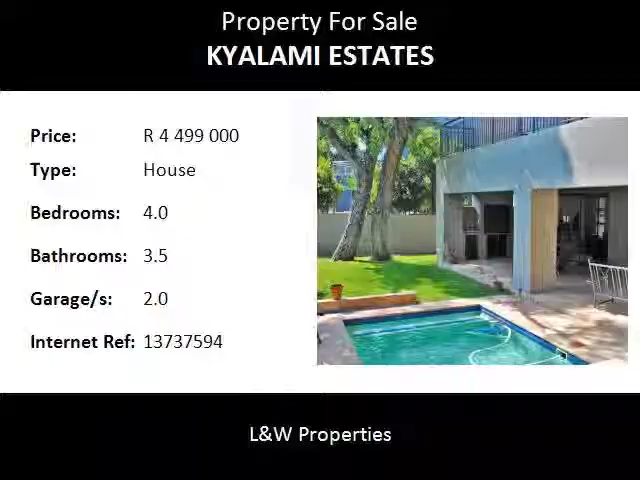 Property For Sale
KYALAMI ESTATES
Price: R 4 499 000
Type: House
Bedrooms: 4.0
Bathrooms: 3.5
Garage/s: 2.0
Internet Ref: 13737594
L&W Properties